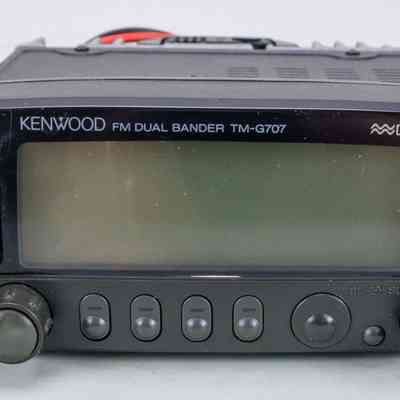 KENWOOD FM DUAL BANDER TM-G707